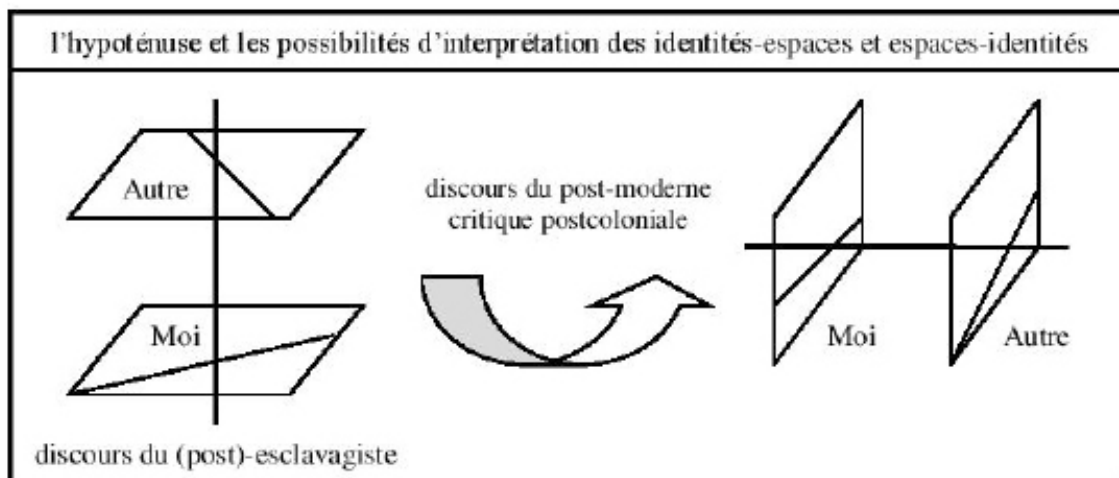 l'hypoténuse et les possibilités d'interprétation des identités-espaces et espaces-identités
Autre
Moi
discours du (post)-esclavagiste
discours du post-moderne
critique postcoloniale
Moi
Autre